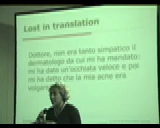 Lost in translation
Dottore, non era tanto simpatico il
dermatologo da cui mi ha mandato:
mi ha dato un'occhiata veloce e poi
mi ha detto che la mia acne era
volgare